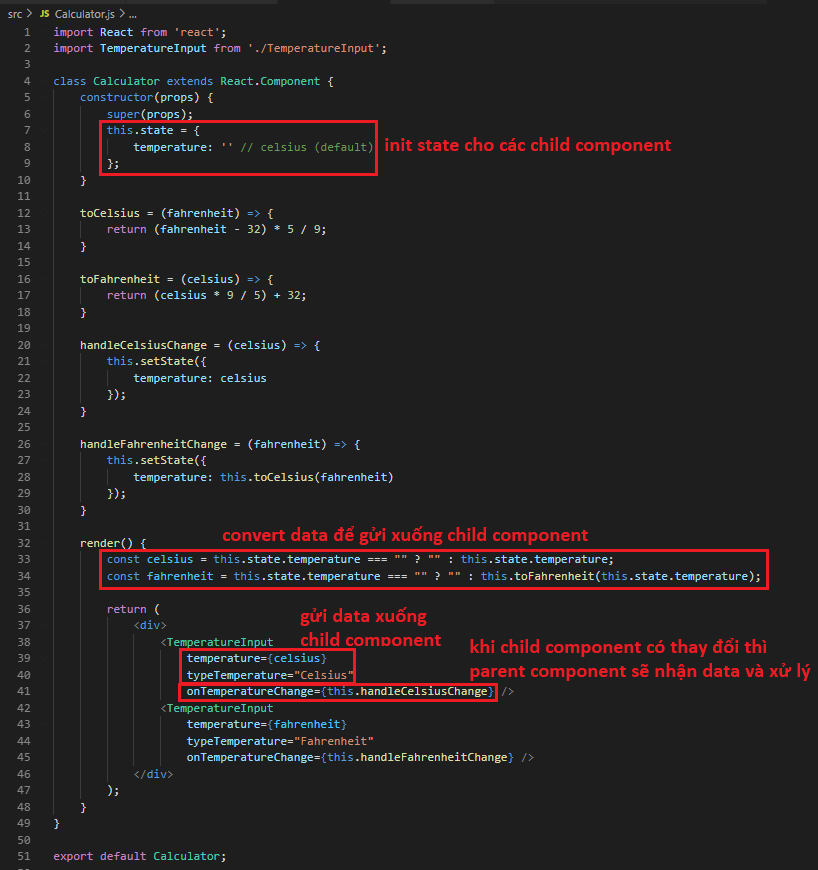 src > JS Calculator.js > ...
1 import React from 'react';
2 import TemperatureInput from './TemperatureInput';
3
4 class Calculator extends React.Component {
5 constructor(props) {
6 super(props);
7 this.state = {
8 temperature: '' // celsius (default)
init state cho các child component
9 };
10 }
11
12 toCelsius = (fahrenheit) => {
13 return (fahrenheit - 32) * 5 / 9;
14 }
15
16 toFahrenheit = (celsius) => {
17 return (celsius * 9 / 5) + 32;
18 }
19
20 handleCelsiusChange = (celsius) => {
21 this.setState({
22 temperature: celsius
23 });
24 }
25
26 handleFahrenheitChange = (fahrenheit) => {
27 this.setState({
28 temperature: this.toCelsius(fahrenheit)
29 });
30 }
31
convert data để gửi xuống child component
32 render() {
33 const celsius = this.state.temperature === "" ? "" : this.state.temperature;
34 const fahrenheit = this.state.temperature === "" ? "" : this.toFahrenheit(this.state.temperature);
35
36 return (
gửi data xuống
child component
37 <div>
38 <TemperatureInput
khi child component có thay đổi thì
parent component sẽ nhận data và xử lý
39 temperature={celsius}
40 typeTemperature="Celsius"
41 onTemperatureChange={this.handleCelsiusChange} />
42 <TemperatureInput
43 temperature={fahrenheit}
44 typeTemperature="Fahrenheit"
45 onTemperatureChange={this.handleFahrenheitChange} />
46 </div>
47 );
48 }
49 }
50
51 export default Calculator;